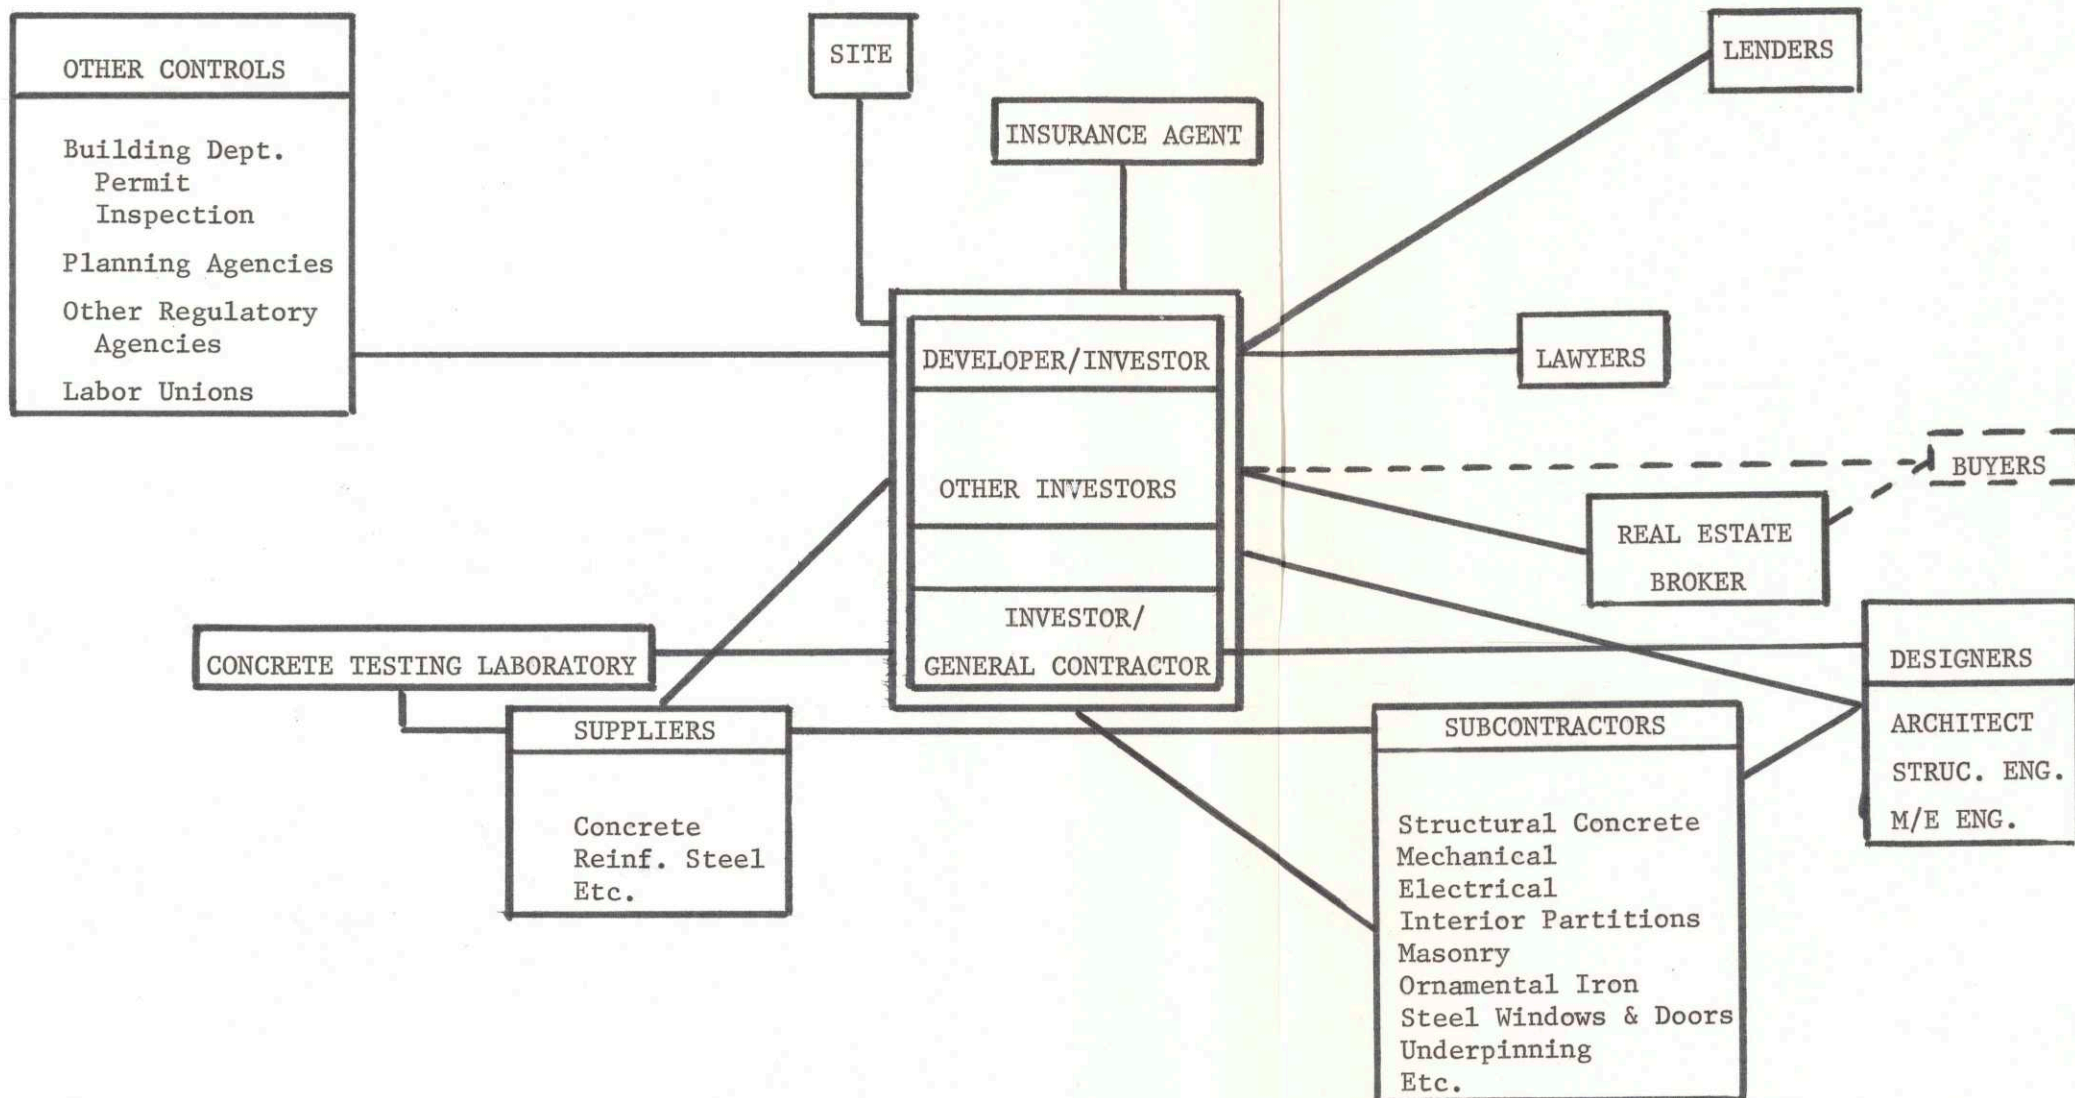 OTHER CONTROLS
Building Dept.
Permit
Inspection
Planning Agencies
Other Regulatory
Agencies
Labor Unions
SITE
INSURANCE AGENT
LENDERS
DEVELOPER/INVESTOR
OTHER INVESTORS
INVESTOR/
GENERAL CONTRACTOR
LAWYERS
BUYERS
REAL ESTATE
BROKER
CONCRETE TESTING LABORATORY
SUPPLIERS
Concrete
Reinf. Steel
Etc.
SUBCONTRACTORS
Structural Concrete
Mechanical
Electrical
Interior Partitions
Masonry
Ornamental Iron
Steel Windows & Doors
Underpinning
Etc.
DESIGNERS
ARCHITECT
STRUC. ENG.
M/E ENG.